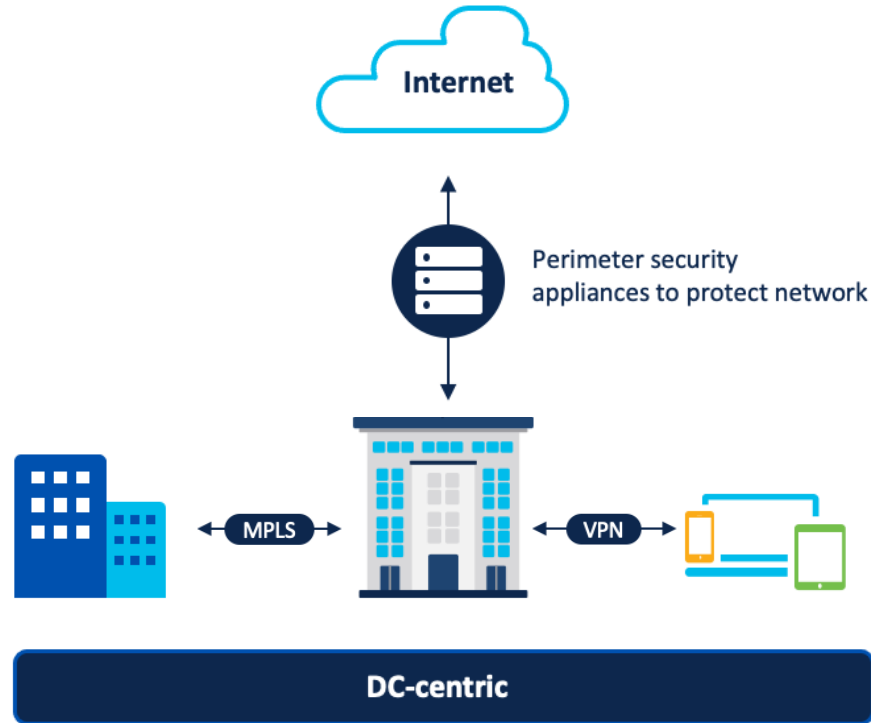 Internet
Perimeter security
appliances to protect network
MPLS
VPN
DC-centric